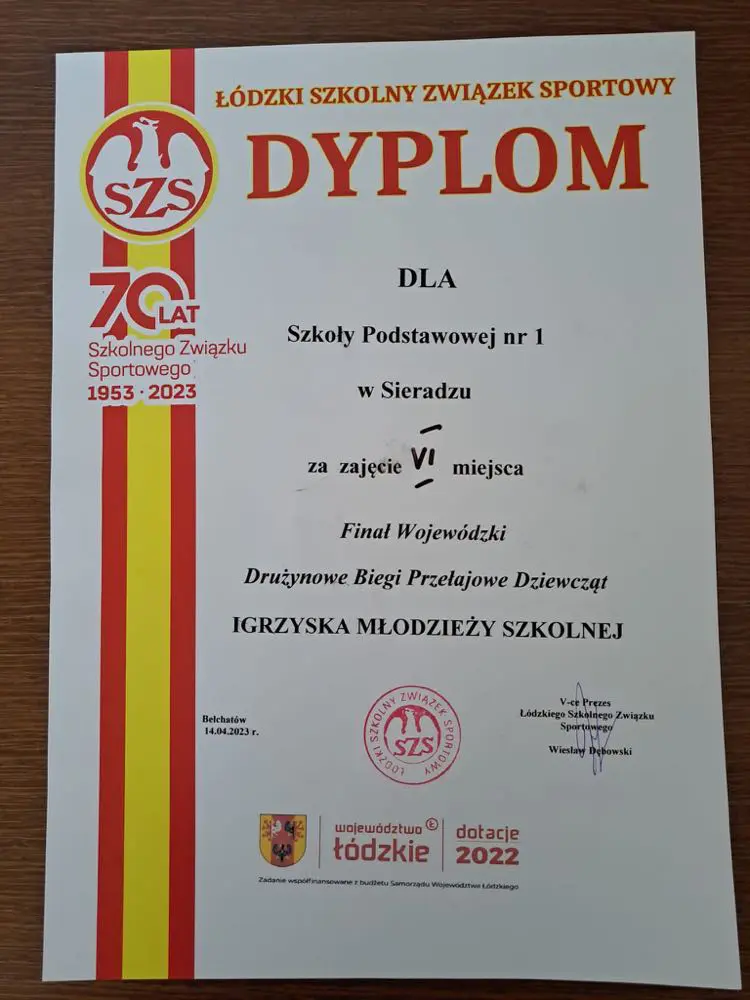 ŁÓDZKI SZKOLNY ZWIĄZEK SPORTOWY
DYPLOM
SZS
70 LAT
Szkolnego Związku
Sportowego
1953 · 2023
DLA
Szkoły Podstawowej nr 1
w Sieradzu
za zajęcie VI miejsca
Finał Wojewódzki
Drużynowe Biegi Przełajowe Dziewcząt
IGRZYSKA MŁODZIEŻY SZKOLNEJ
Bełchatów
14.04.2023 r.
ŁÓDZKI SZKOLNY ZWIĄZEK SPORTOWY
SZS
V-ce Prezes
Łódzkiego Szkolnego Związku
Sportowego
Wiesław Dębowski
województwo Ł
łódzkie
dotacje
2022
Zadanie współfinansowane z budżetu Samorządu Województwa Łódzkiego